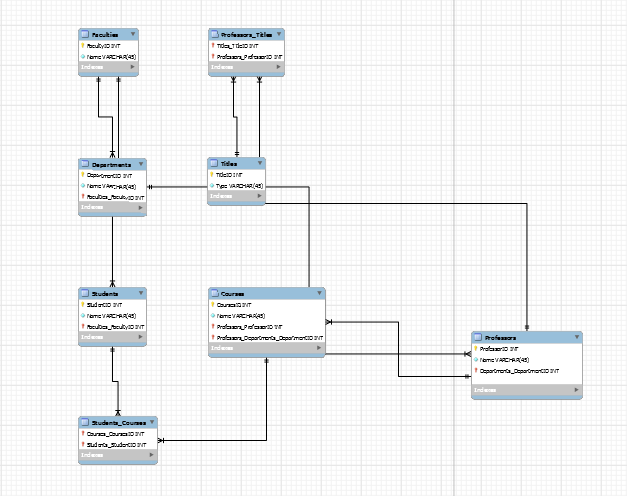 Faculties
FacultyID INT
Name VARCHAR(45)
Indexes
Professors_Titles
Titles_TitleID INT
Professors_ProfessorID INT
Indexes
Departments
DepartmentID INT
Name VARCHAR(45)
Faculties_FacultyID INT
Indexes
Titles
TitleID INT
Type VARCHAR(45)
Indexes
Students
StudentID INT
Name VARCHAR(45)
Faculties_FacultyID INT
Indexes
Courses
CoursesID INT
Name VARCHAR(45)
Professors_ProfessorID INT
Professors_Departments_DepartmentID INT
Indexes
Professors
ProfessorID INT
Name VARCHAR(45)
Departments_DepartmentID INT
Indexes
Students_Courses
Courses_CoursesID INT
Students_StudentID INT
Indexes